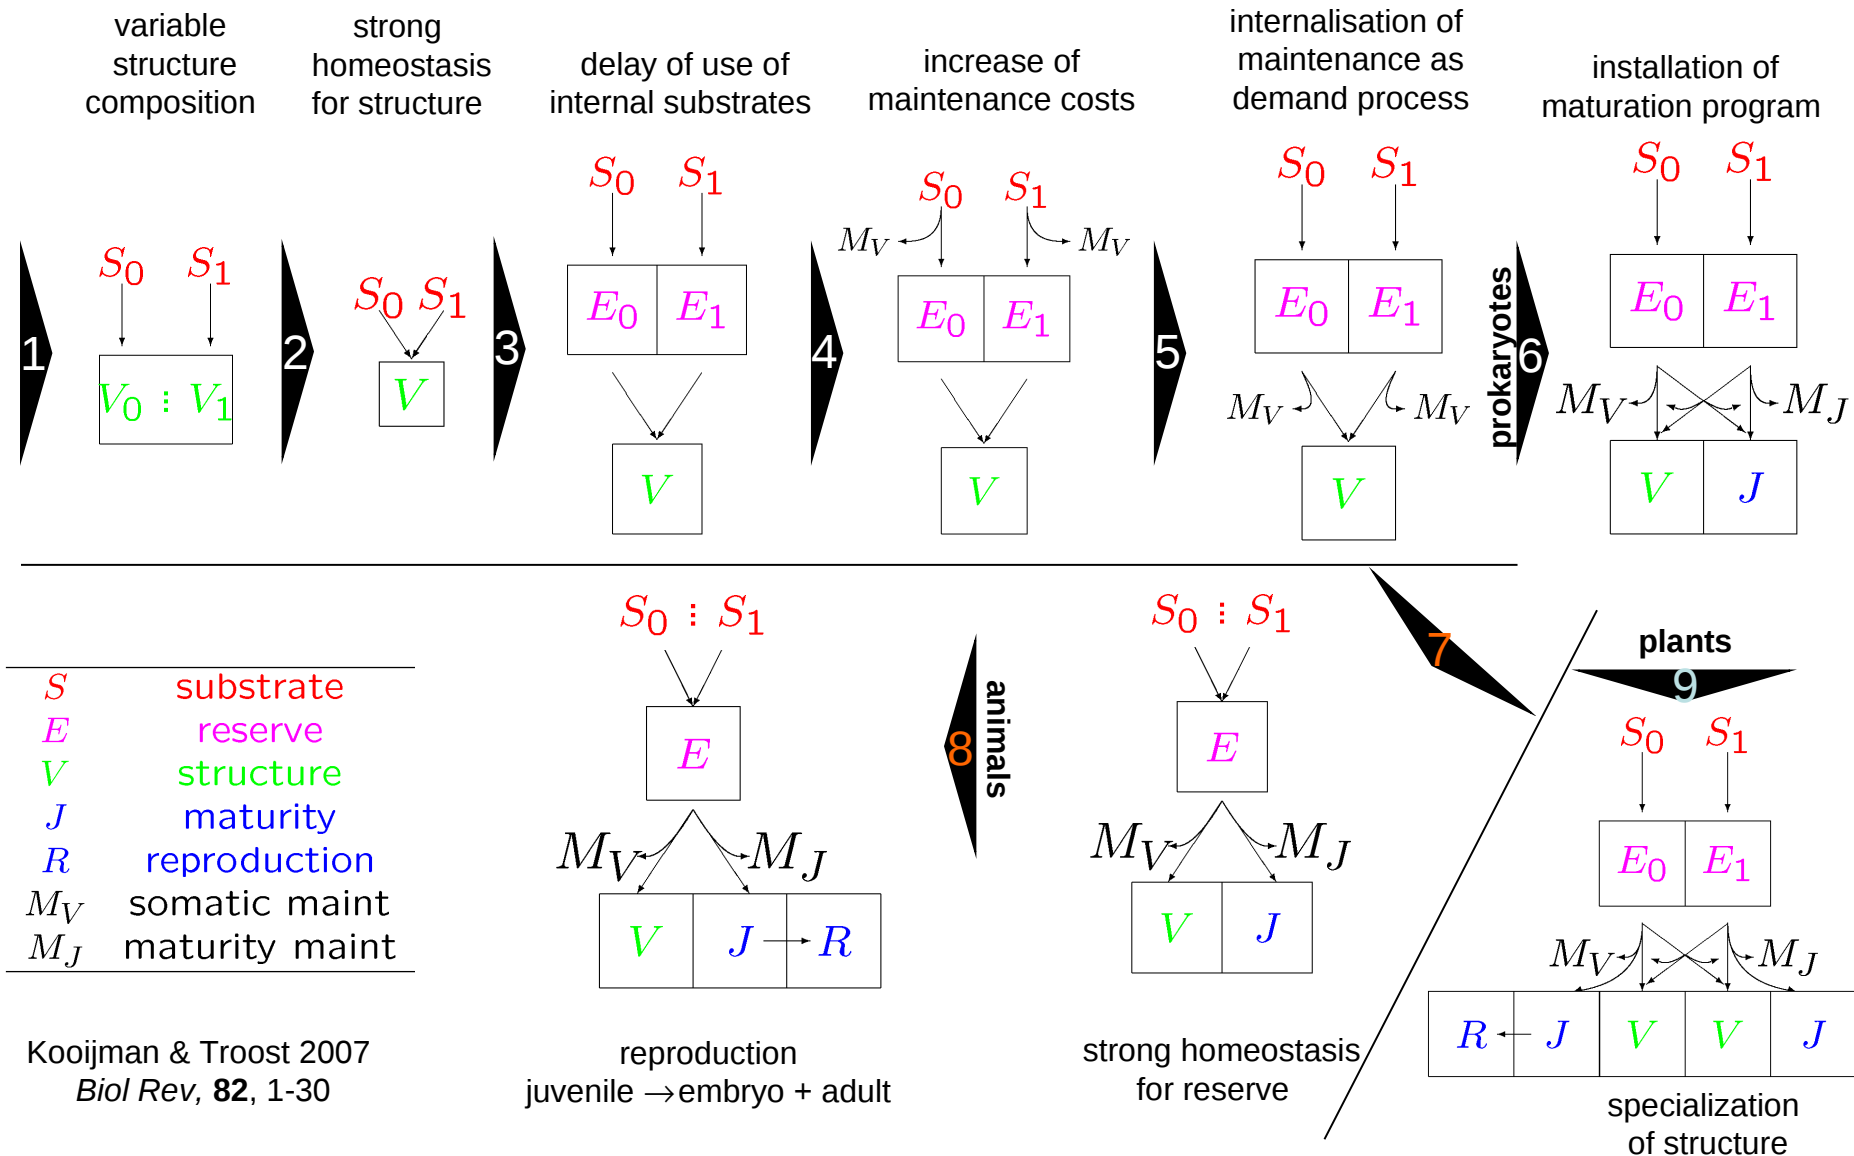 variable
structure
composition
strong
homeostasis
for structure
delay of use of
internal substrates
increase of
maintenance costs
internalisation of
maintenance as
demand process
installation of
maturation program
1
S0 S1
V0 ⋮ V1
2
S0 S1
V
3
S0 S1
E0 E1
V
4
S0 S1
MV MV
E0 E1
V
5
S0 S1
E0 E1
MV MV
V
prokaryotes
6
S0 S1
E0 E1
MV MJ
V J
7
S substrate
E reserve
V structure
J maturity
R reproduction
MV somatic maint
MJ maturity maint
Kooijman & Troost 2007
Biol Rev, 82, 1-30
S0 ⋮ S1
E
MV MJ
V J → R
reproduction
juvenile →embryo + adult
animals
8
S0 ⋮ S1
E
MV MJ
V J
strong homeostasis
for reserve
plants
9
S0 S1
E0 E1
MV MJ
R ← J V V J
specialization
of structure